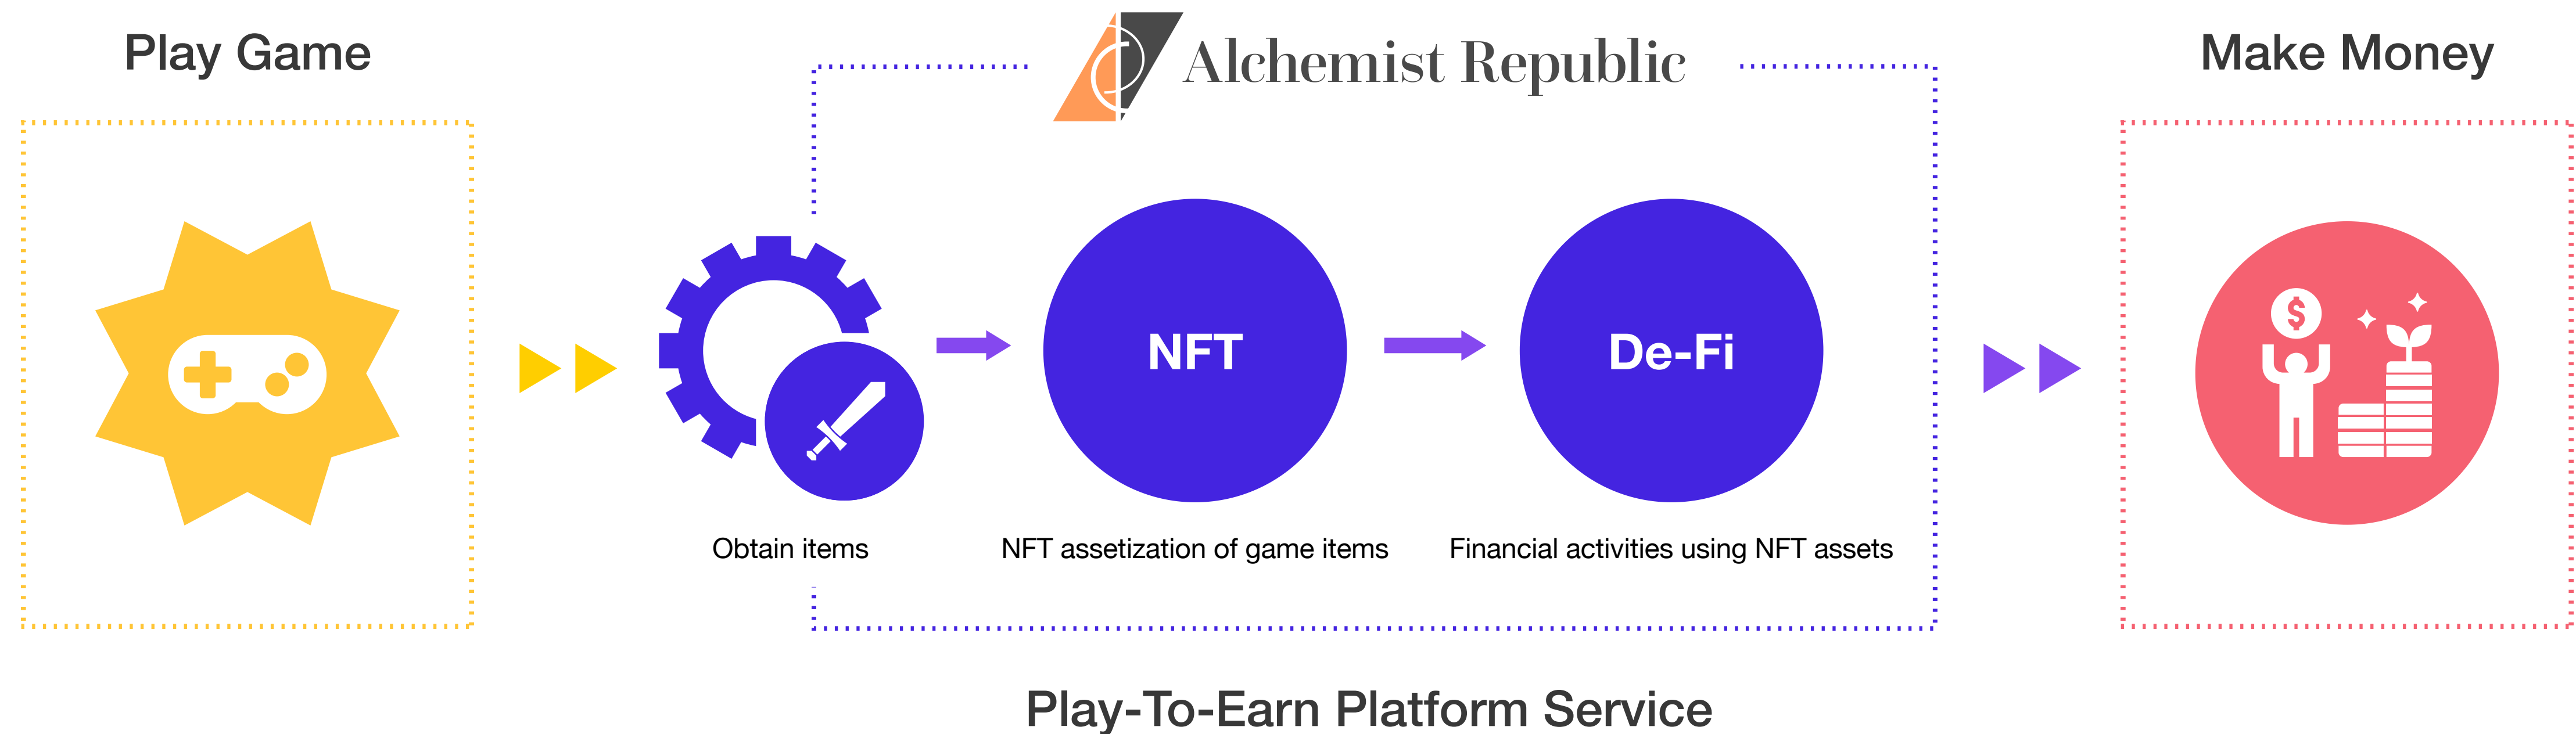 Play Game
Alchemist Republic
Make Money
NFT
De-Fi
$
Obtain items
NFT assetization of game items
Financial activities using NFT assets
Play-To-Earn Platform Service